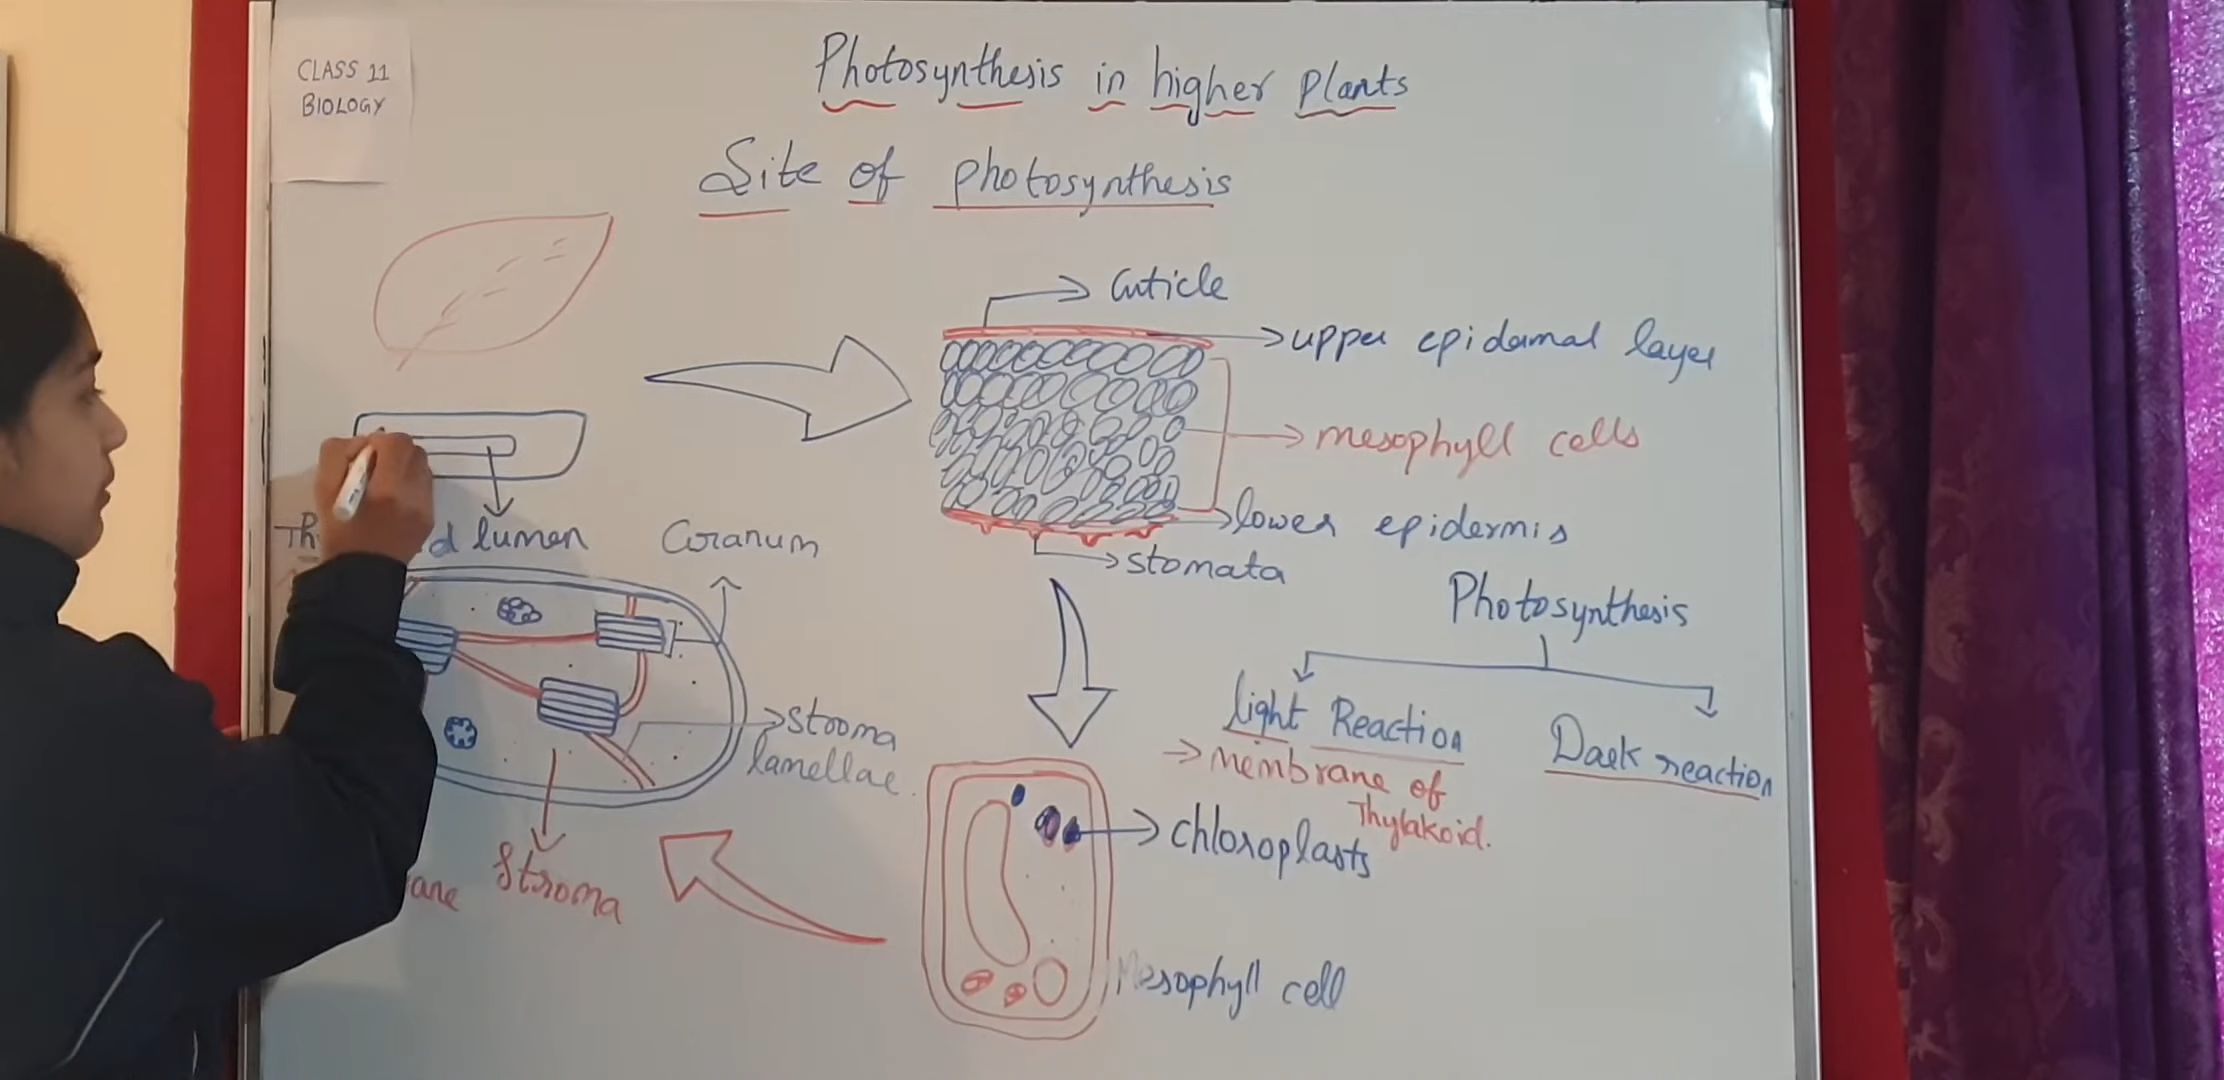 CLASS 11
BIOLOGY
Photosynthesis in higher Plants
Site of photosynthesis
Cuticle
upper epidermal layer
mesophyll cells
lower epidermis
stomata
lumen
Granum
stroma
lamellae.
Stroma
Photosynthesis
light Reaction
Dark reaction
membrane of
Thylakoid.
chloroplasts
Mesophyll cell